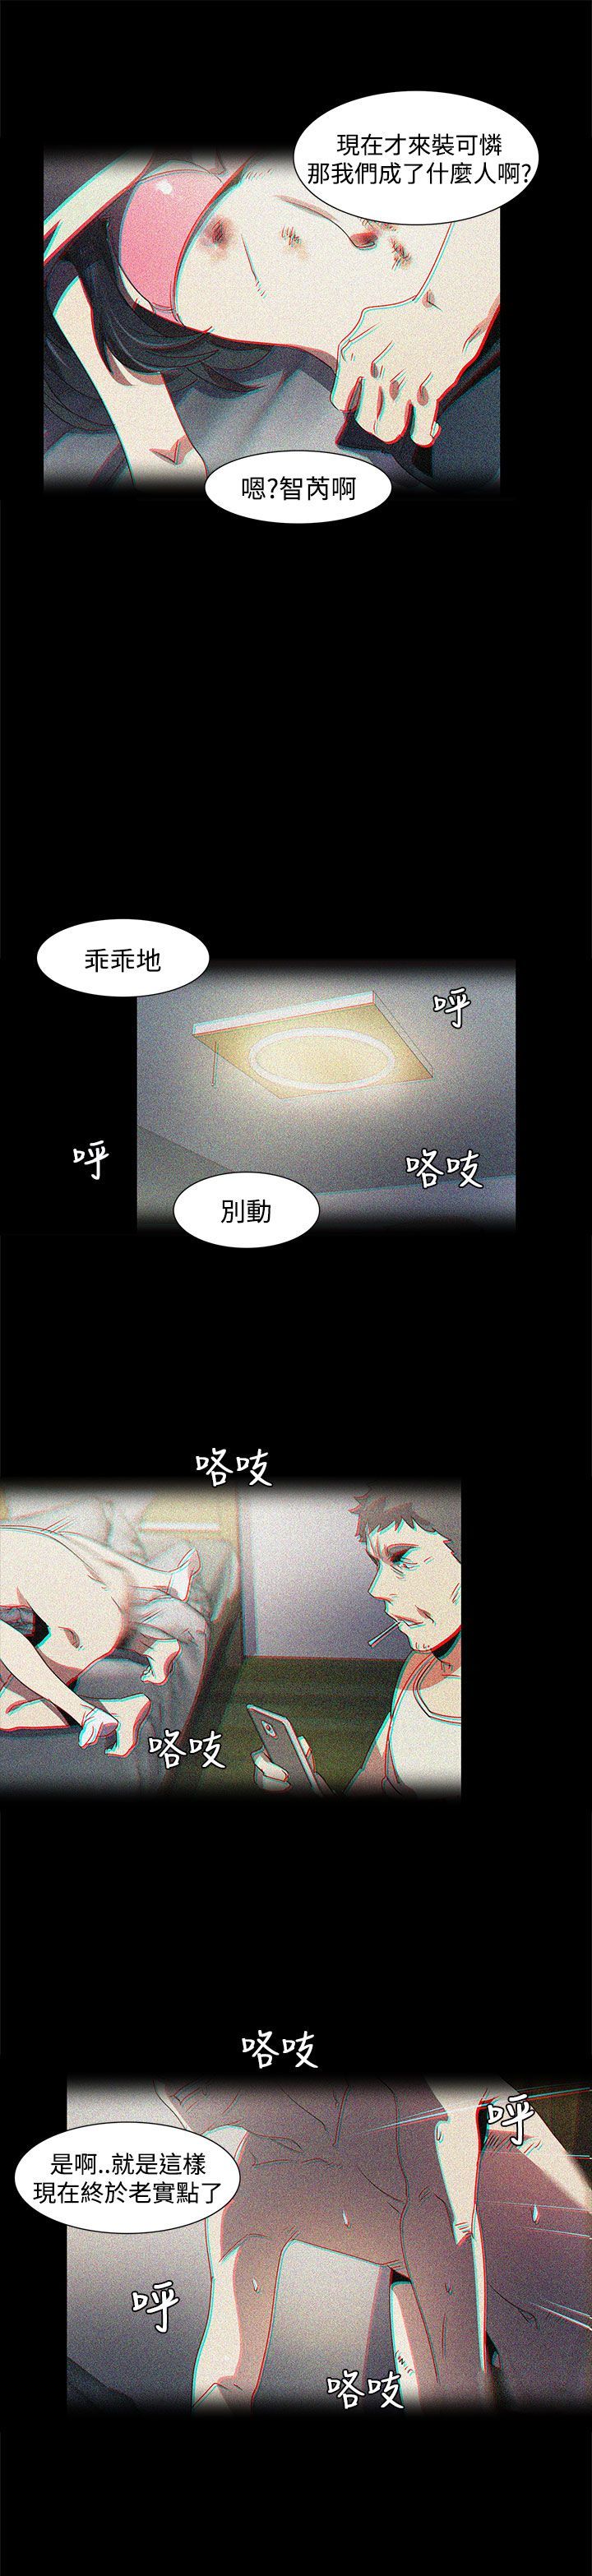 現在才來裝可憐
那我們成了什麼人啊?
嗯?智芮啊
乖乖地
呼
呼
咯吱
別動
咯吱
咯吱
咯吱
呼
是啊..就是這樣
現在終於老實點了
呼
咯吱